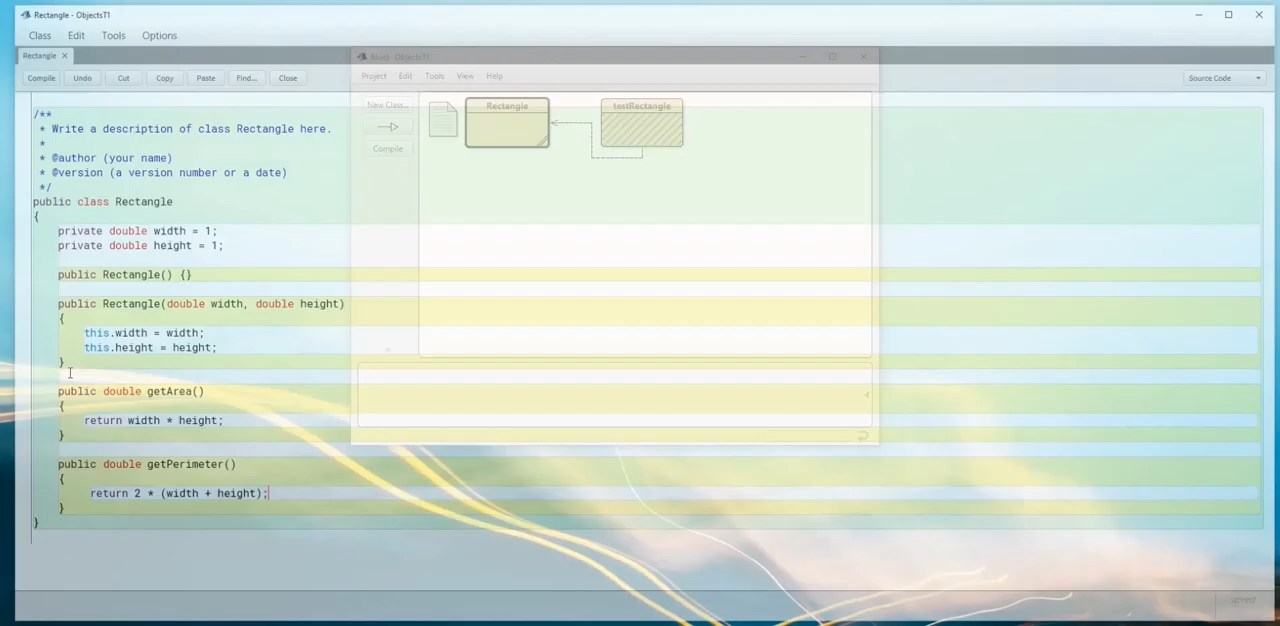 Rectangle - ObjectsT1
Class Edit Tools Options
Rectangle ×
Compile Undo Cut Copy Paste Find... Close Source Code
BlueJ: ObjectsT1
Project Edit Tools View Help
New Class...
Compile
Rectangle
testRectangle
/**
 * Write a description of class Rectangle here.
 *
 * @author (your name)
 * @version (a version number or a date)
 */
public class Rectangle
{
    private double width = 1;
    private double height = 1;
    public Rectangle() {}
    public Rectangle(double width, double height)
    {
        this.width = width;
        this.height = height;
    }
    public double getArea()
    {
        return width * height;
    }
    public double getPerimeter()
    {
        return 2 * (width + height);
    }
}
saved